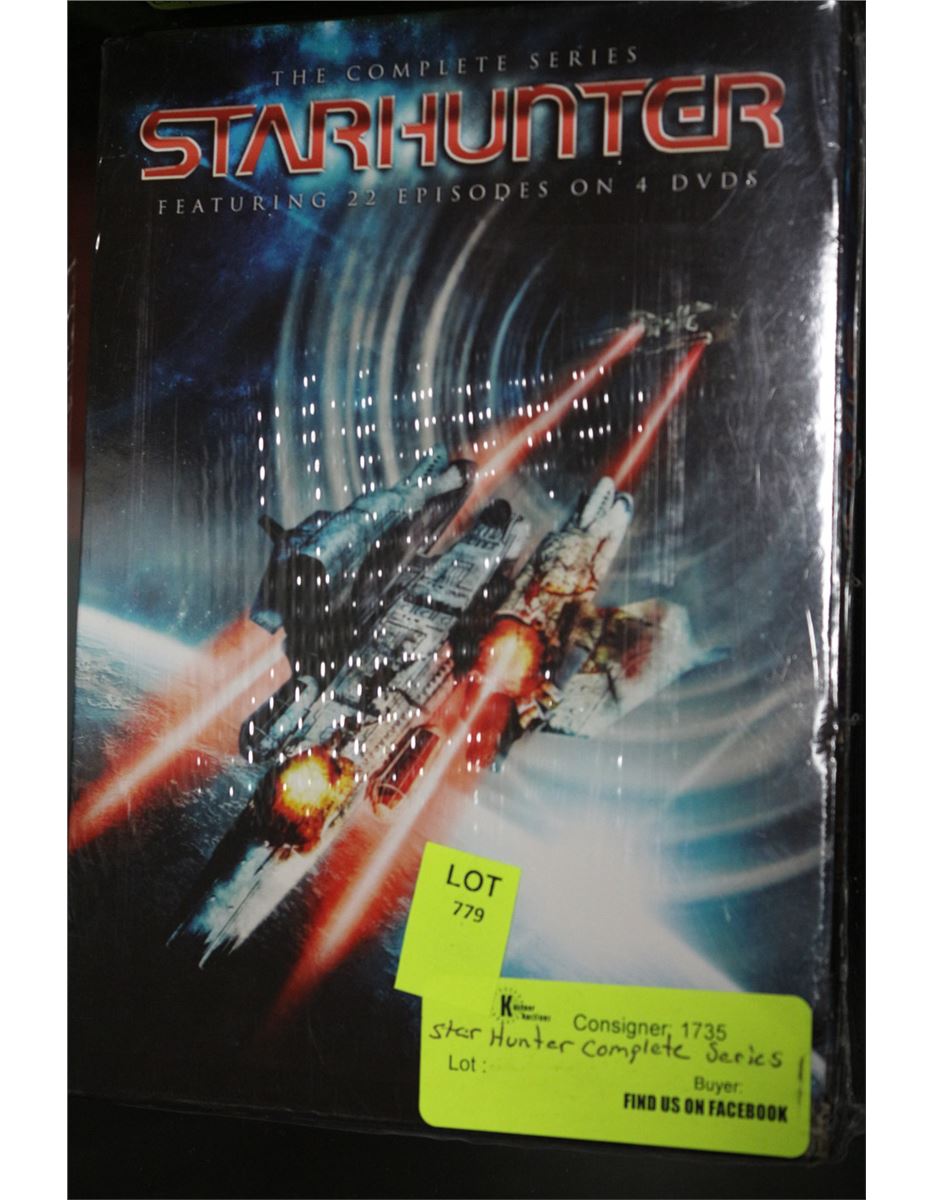 THE COMPLETE SERIES
STARHUNTER
FEATURING 22 EPISODES ON 4 DVDS
LOT
779
Consigner: 1735
Star Hunter Complete Series
Lot :
Buyer:
FIND US ON FACEBOOK